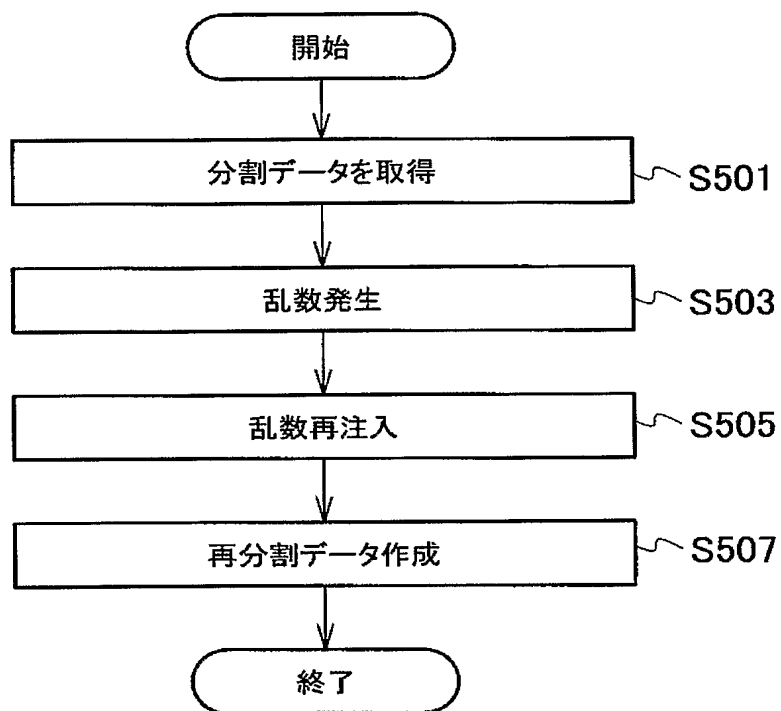 開始
分割データを取得
S501
乱数発生
S503
乱数再注入
S505
再分割データ作成
S507
終了